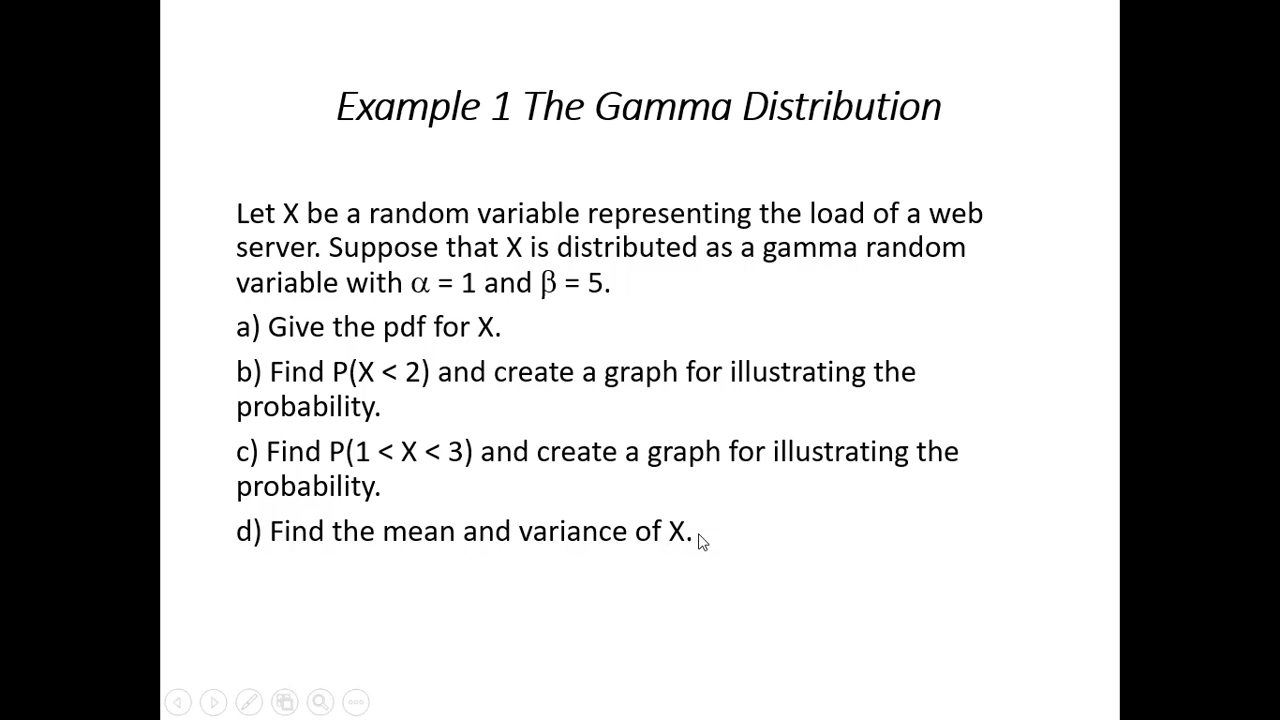 Example 1 The Gamma Distribution
Let X be a random variable representing the load of a web
server. Suppose that X is distributed as a gamma random
variable with α = 1 and β = 5.
a) Give the pdf for X.
b) Find P(X < 2) and create a graph for illustrating the
probability.
c) Find P(1 < X < 3) and create a graph for illustrating the
probability.
d) Find the mean and variance of X.